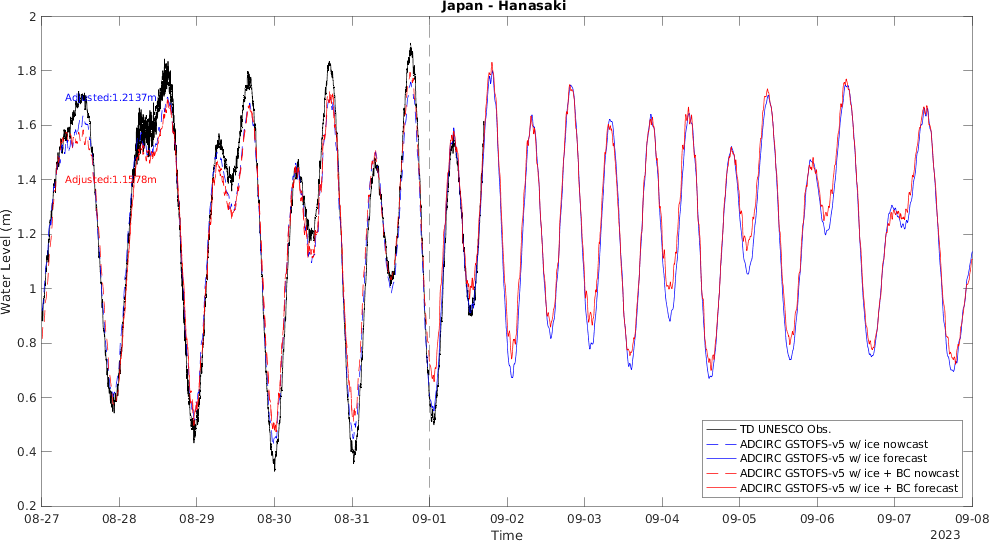 Japan - Hanasaki
2
1.8
1.6
1.4
1.2
1
0.8
0.6
0.4
0.2
Water Level (m)
Adjusted:1.2137m
Adjusted:1.1978m
TD UNESCO Obs.
ADCIRC GSTOFS-v5 w/ ice nowcast
ADCIRC GSTOFS-v5 w/ ice forecast
ADCIRC GSTOFS-v5 w/ ice + BC nowcast
ADCIRC GSTOFS-v5 w/ ice + BC forecast
08-27 08-28 08-29 08-30 08-31 09-01 09-02 09-03 09-04 09-05 09-06 09-07 09-08
Time
2023